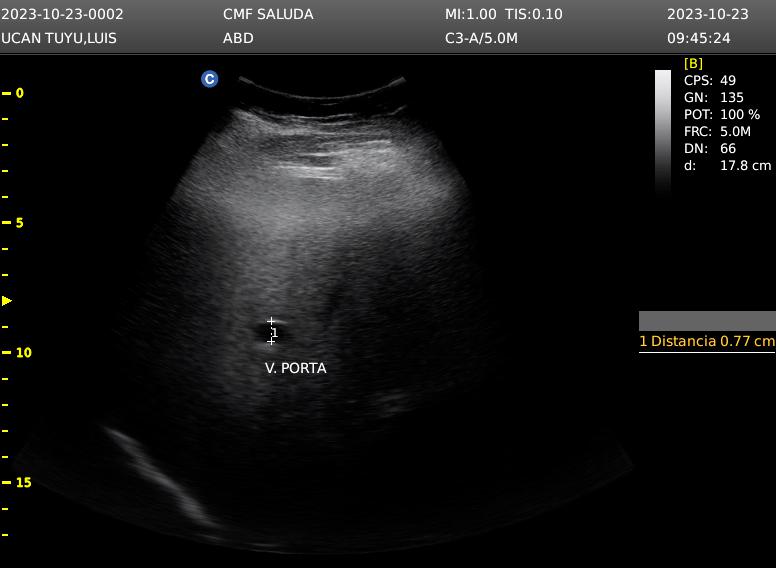 2023-10-23-0002 CMF SALUDA MI:1.00 TIS:0.10 2023-10-23
UCAN TUYU,LUIS ABD C3-A/5.0M 09:45:24
C
[B]
CPS: 49
GN: 135
POT: 100 %
FRC: 5.0M
DN: 66
d: 17.8 cm
0
5
10
15
1
V. PORTA
1 Distancia 0.77 cm